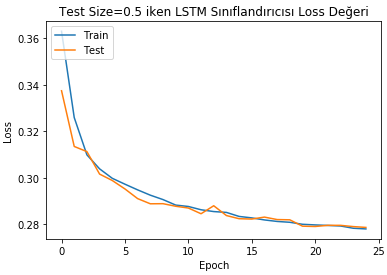 Test Size=0.5 iken LSTM Sınıflandırıcısı Loss Değeri
Train
Test
0.36
0.34
0.32
0.30
0.28
Loss
0 5 10 15 20 25
Epoch